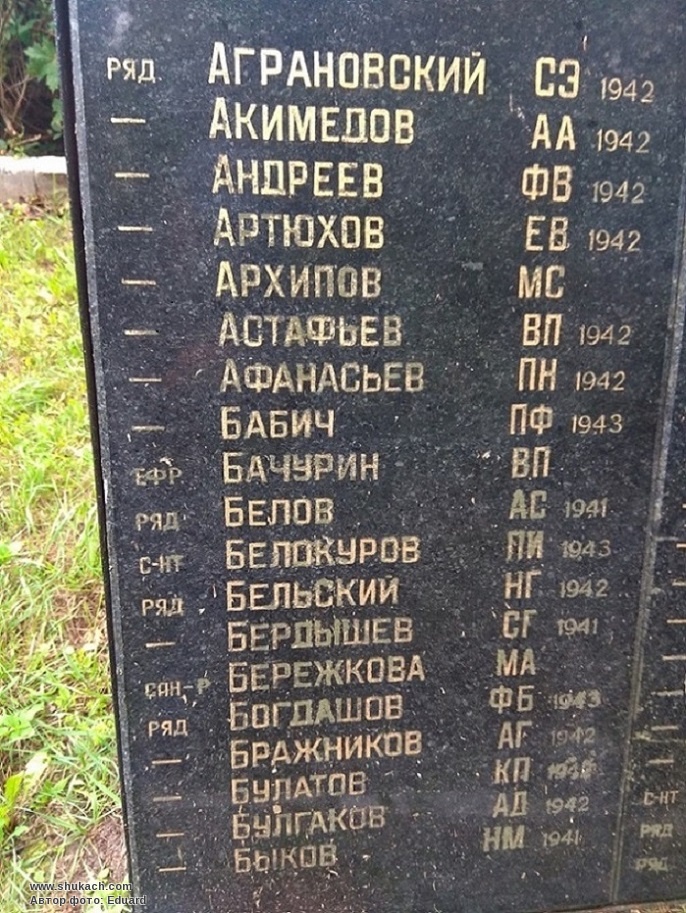 РЯД АГРАНОВСКИЙ СЭ 1942
— АКИМЕДОВ АА 1942
— АНДРЕЕВ ФВ 1942
— АРТЮХОВ ЕВ 1942
— АРХИПОВ МС
— АСТАФЬЕВ ВП 1942
— АФАНАСЬЕВ ПН 1942
— БАБИЧ ПФ 1943
ЕФР БАЧУРИН ВП
РЯД БЕЛОВ АС 1941
С-НТ БЕЛОКУРОВ ПИ 1943
РЯД БЕЛЬСКИЙ НГ 1942
— БЕРДЫШЕВ СГ 1941
САН-Р БЕРЕЖКОВА МА
РЯД БОГДАШОВ ФБ 1943
— БРАЖНИКОВ АГ 1942
— БУЛАТОВ КП
— БУЛГАКОВ АД 1942
— БЫКОВ НМ 1941
С-НТ
РЯД
РЯД
www.shukach.com
Автор фото: Eduard